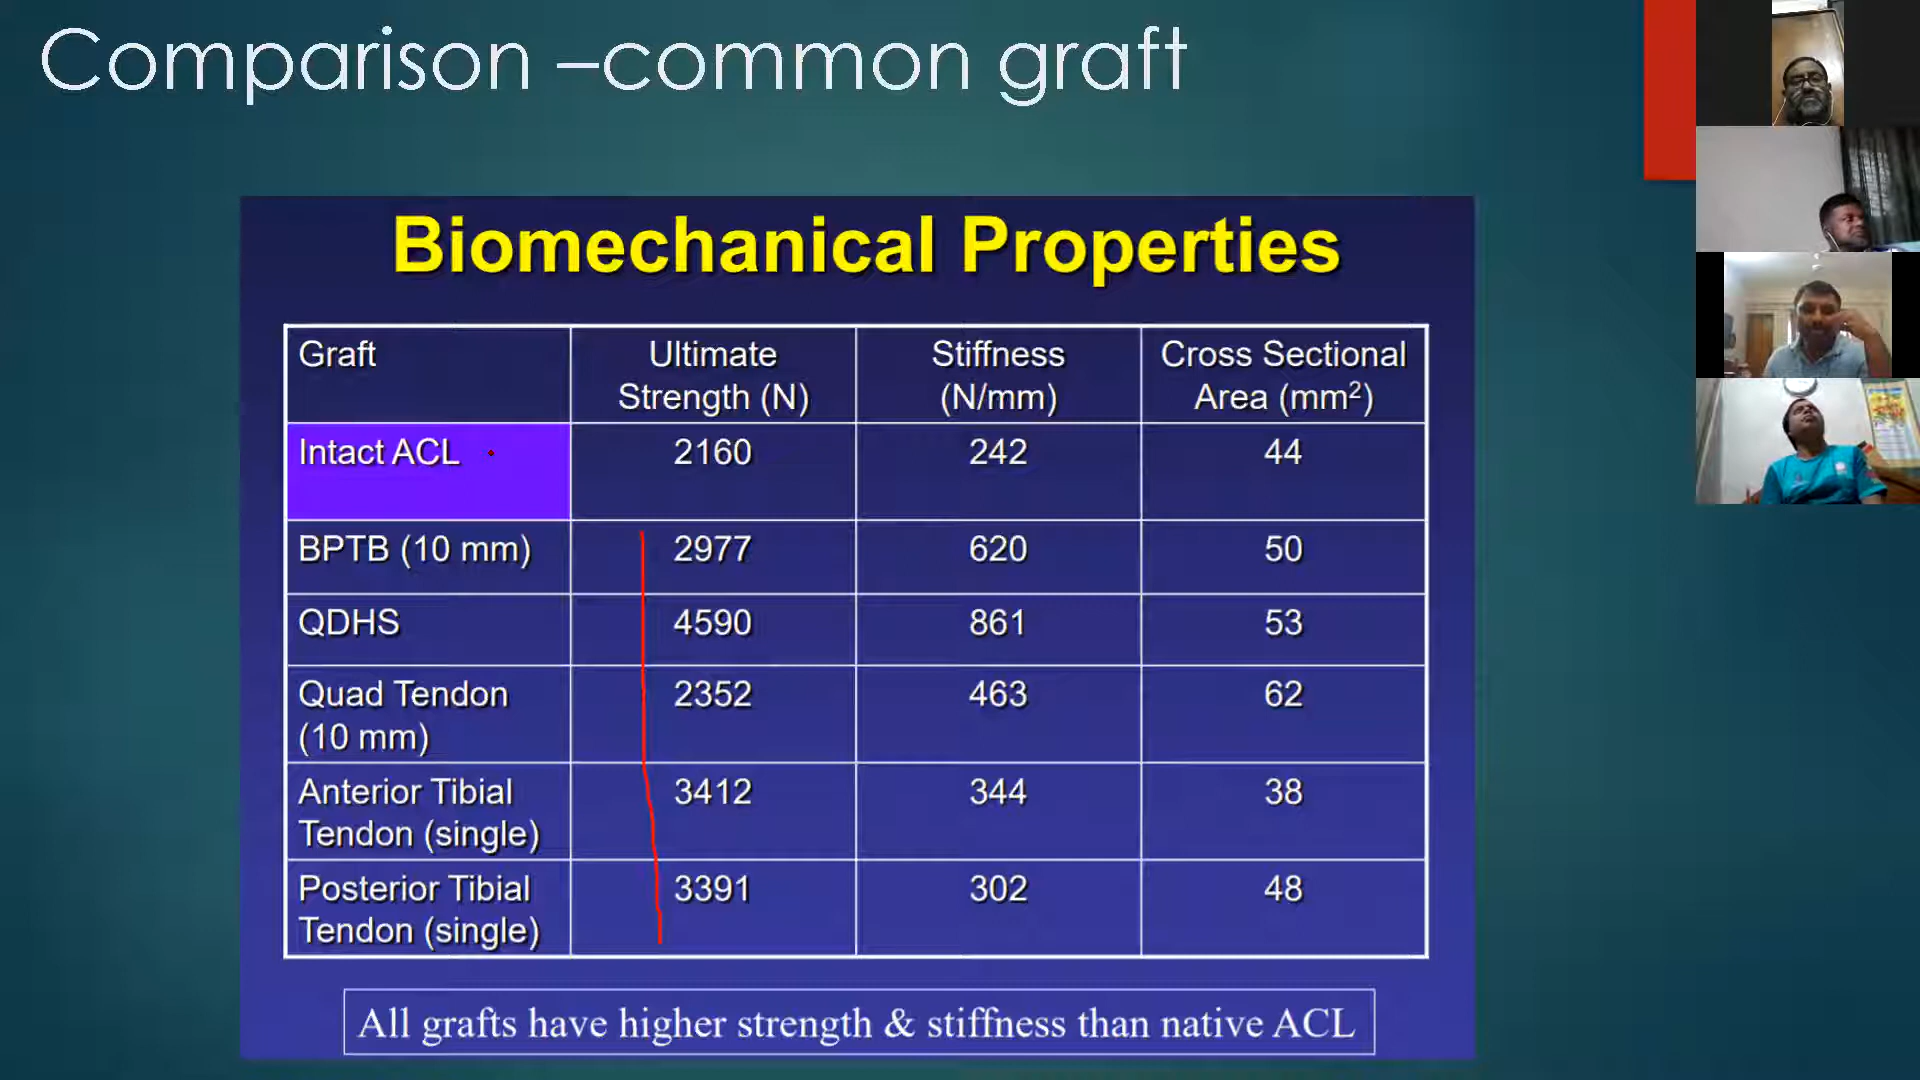 Comparison –common graft
Biomechanical Properties
Graft
Ultimate
Strength (N)
Stiffness
(N/mm)
Cross Sectional
Area (mm²)
Intact ACL
2160
242
44
BPTB (10 mm)
2977
620
50
QDHS
4590
861
53
Quad Tendon
(10 mm)
2352
463
62
Anterior Tibial
Tendon (single)
3412
344
38
Posterior Tibial
Tendon (single)
3391
302
48
All grafts have higher strength & stiffness than native ACL